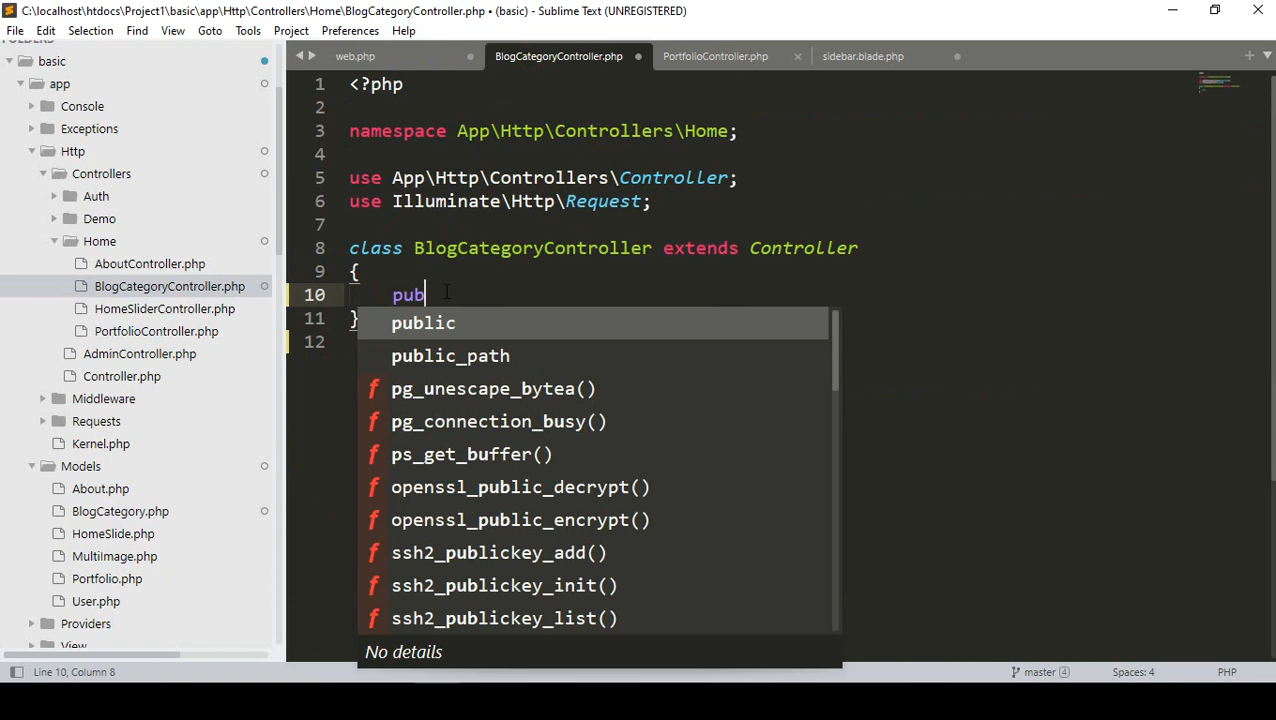 C:\localhost\htdocs\Project1\basic\app\Http\Controllers\Home\BlogCategoryController.php • (basic) - Sublime Text (UNREGISTERED)
File Edit Selection Find View Goto Tools Project Preferences Help
web.php BlogCategoryController.php PortfolioController.php sidebar.blade.php
basic
app
Console
Exceptions
Http
Controllers
Auth
Demo
Home
AboutController.php
BlogCategoryController.php
HomeSliderController.php
PortfolioController.php
AdminController.php
Controller.php
Middleware
Requests
Kernel.php
Models
About.php
BlogCategory.php
HomeSlide.php
MultiImage.php
Portfolio.php
User.php
Providers
View
1 <?php
2
3 namespace App\Http\Controllers\Home;
4
5 use App\Http\Controllers\Controller;
6 use Illuminate\Http\Request;
7
8 class BlogCategoryController extends Controller
9 {
10 pub
11 }
12
public
public_path
f pg_unescape_bytea()
f pg_connection_busy()
f ps_get_buffer()
f openssl_public_decrypt()
f openssl_public_encrypt()
f ssh2_publickey_add()
f ssh2_publickey_init()
f ssh2_publickey_list()
No details
Line 10, Column 8 master 4 Spaces: 4 PHP